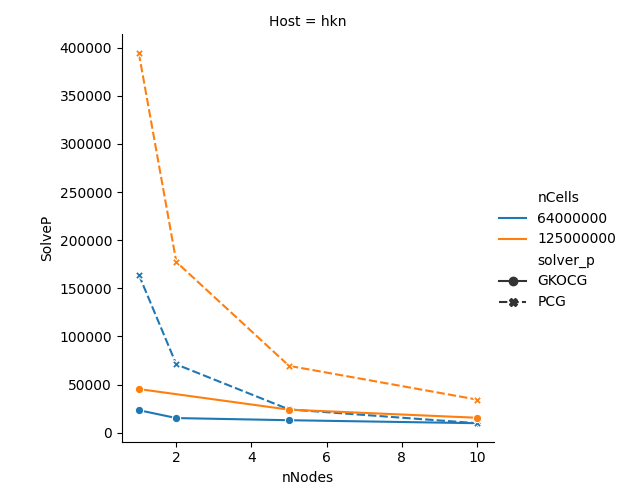 Host = hkn
400000
350000
300000
250000
200000
150000
100000
50000
0
SolveP
2
4
6
8
10
nNodes
nCells
64000000
125000000
solver_p
GKOCG
PCG